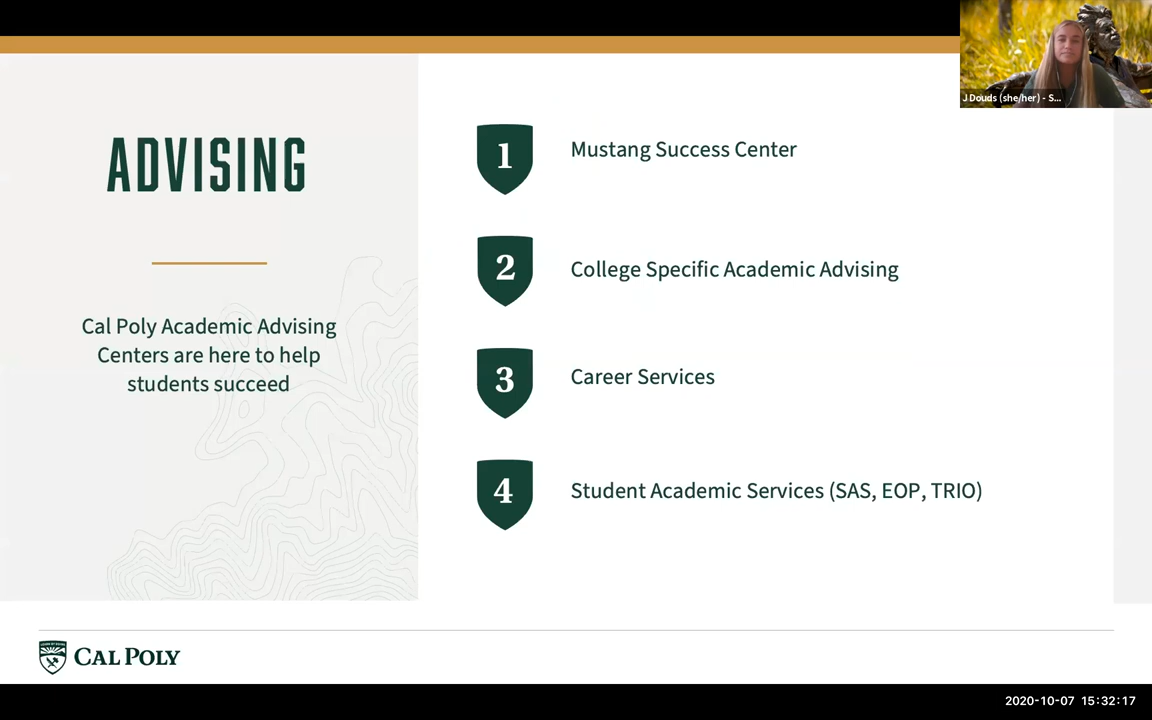 J Douds (she/her) - S...
ADVISING
Cal Poly Academic Advising
Centers are here to help
students succeed
1
Mustang Success Center
2
College Specific Academic Advising
3
Career Services
4
Student Academic Services (SAS, EOP, TRIO)
CAL POLY
2020-10-07 15:32:17